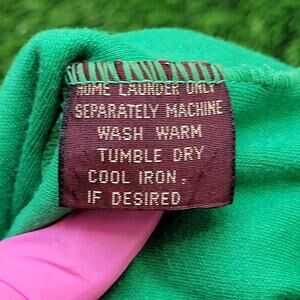 HOME LAUNDER ONLY
SEPARATELY MACHINE
WASH WARM
TUMBLE DRY
COOL IRON.
IF DESIRED